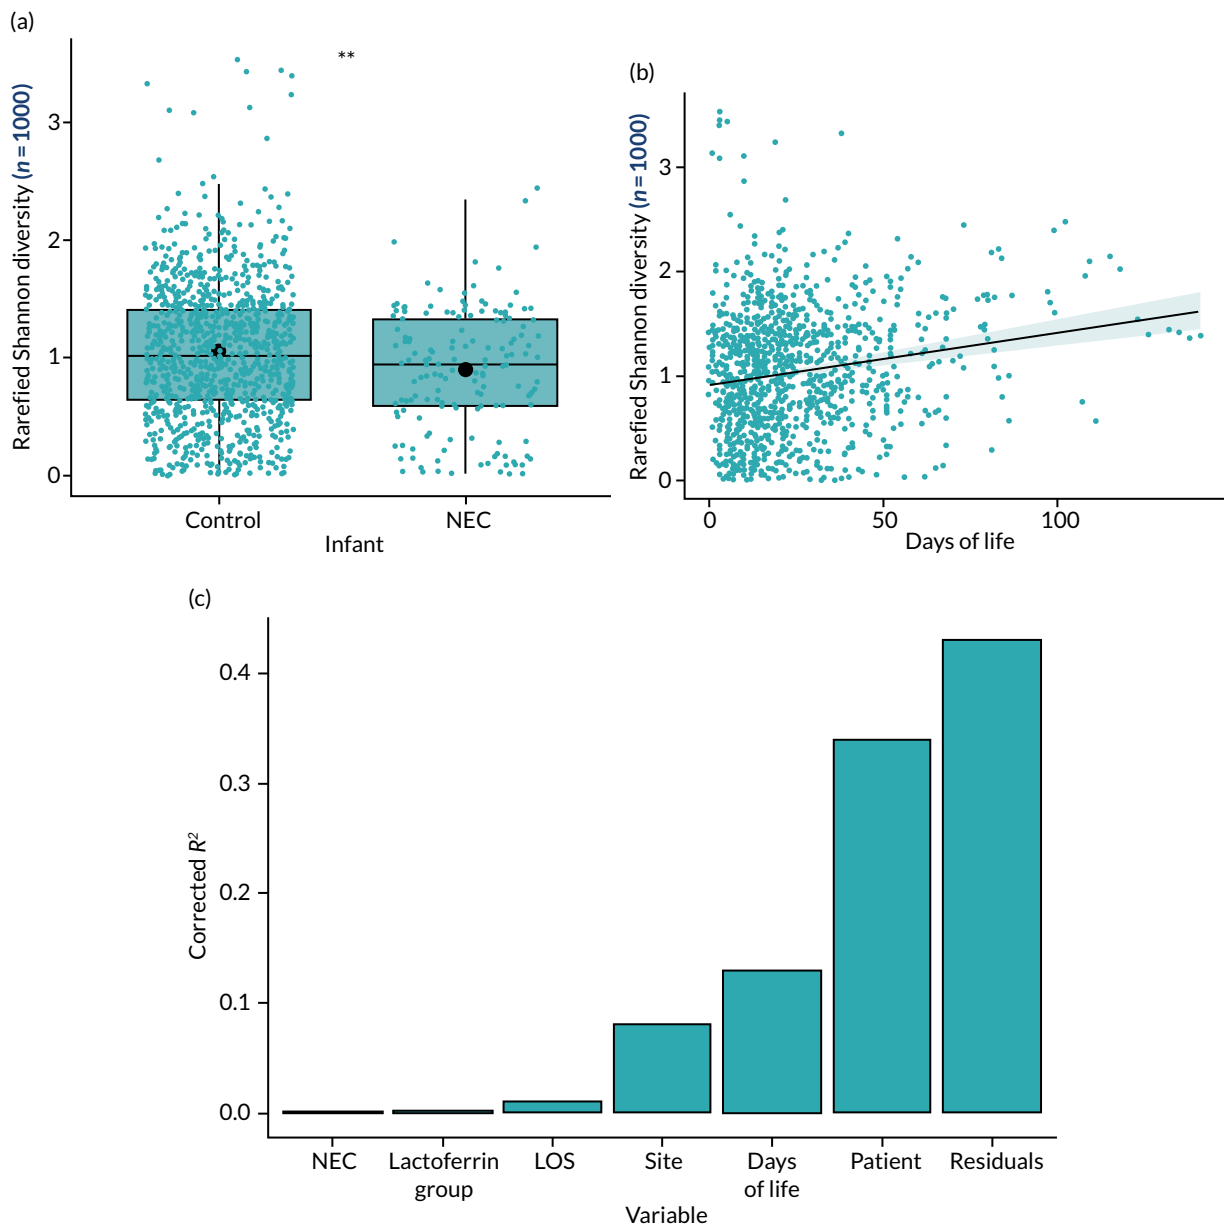 (a)
**
Rarefied Shannon diversity (n = 1000)
3
2
1
0
Control
NEC
Infant
(b)
Rarefied Shannon diversity (n = 1000)
3
2
1
0
0
50
100
Days of life
(c)
Corrected R²
0.4
0.3
0.2
0.1
0.0
NEC
Lactoferrin
group
LOS
Site
Days
of life
Patient
Residuals
Variable